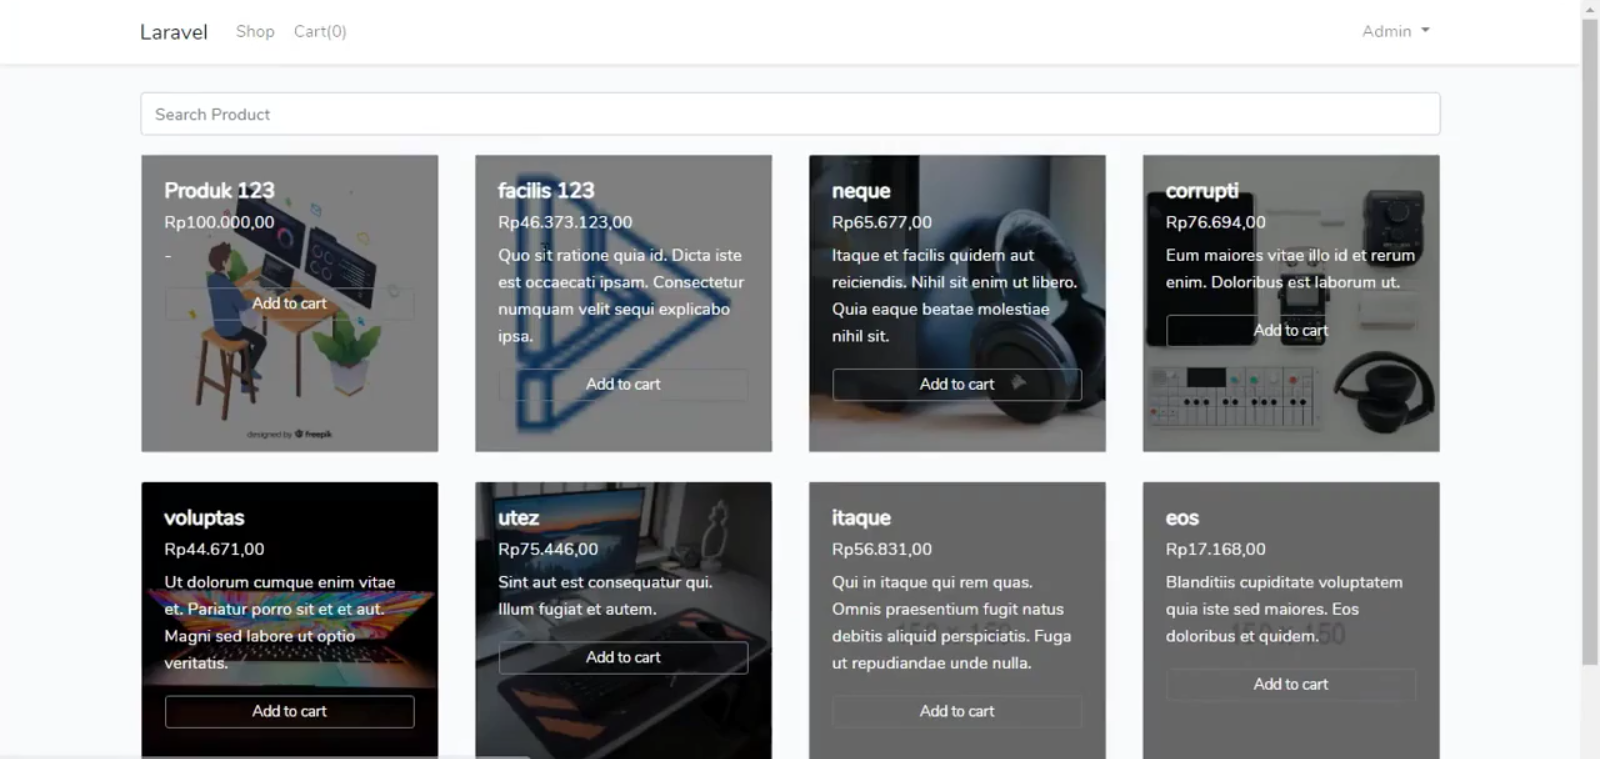 Laravel Shop Cart(0) Admin
Search Product
Produk 123
Rp100.000,00
-
Add to cart
designed by freepik
facilis 123
Rp46.373.123,00
Quo sit ratione quia id. Dicta iste
est occaecati ipsam. Consectetur
numquam velit sequi explicabo
ipsa.
Add to cart
neque
Rp65.677,00
Itaque et facilis quidem aut
reiciendis. Nihil sit enim ut libero.
Quia eaque beatae molestiae
nihil sit.
Add to cart
corrupti
Rp76.694,00
Eum maiores vitae illo id et rerum
enim. Doloribus est laborum ut.
Add to cart
voluptas
Rp44.671,00
Ut dolorum cumque enim vitae
et. Pariatur porro sit et et aut.
Magni sed labore ut optio
veritatis.
Add to cart
utez
Rp75.446,00
Sint aut est consequatur qui.
Illum fugiat et autem.
Add to cart
itaque
Rp56.831,00
Qui in itaque qui rem quas.
Omnis praesentium fugit natus
debitis aliquid perspiciatis. Fuga
ut repudiandae unde nulla.
Add to cart
eos
Rp17.168,00
Blanditiis cupiditate voluptatem
quia iste sed maiores. Eos
doloribus et quidem.
Add to cart